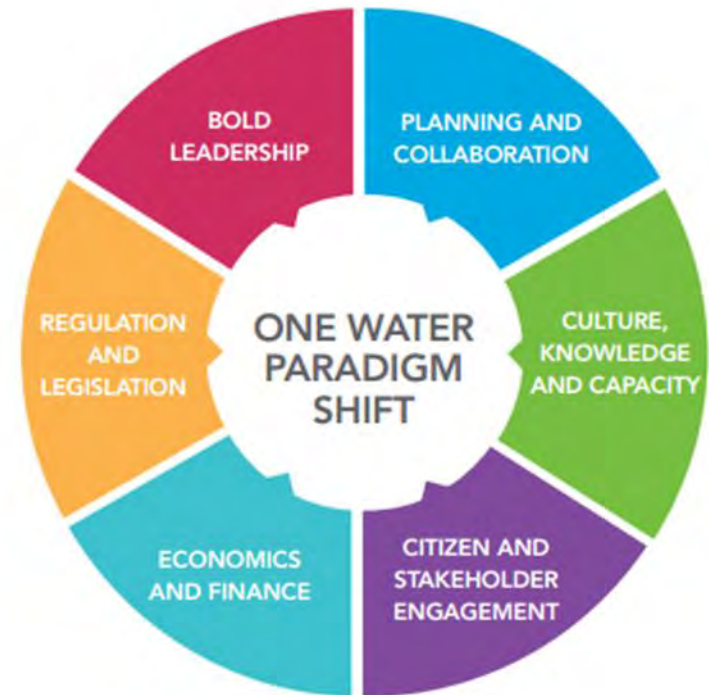 BOLD
LEADERSHIP
PLANNING AND
COLLABORATION
CULTURE,
KNOWLEDGE
AND CAPACITY
CITIZEN AND
STAKEHOLDER
ENGAGEMENT
ECONOMICS
AND FINANCE
REGULATION
AND
LEGISLATION
ONE WATER
PARADIGM
SHIFT